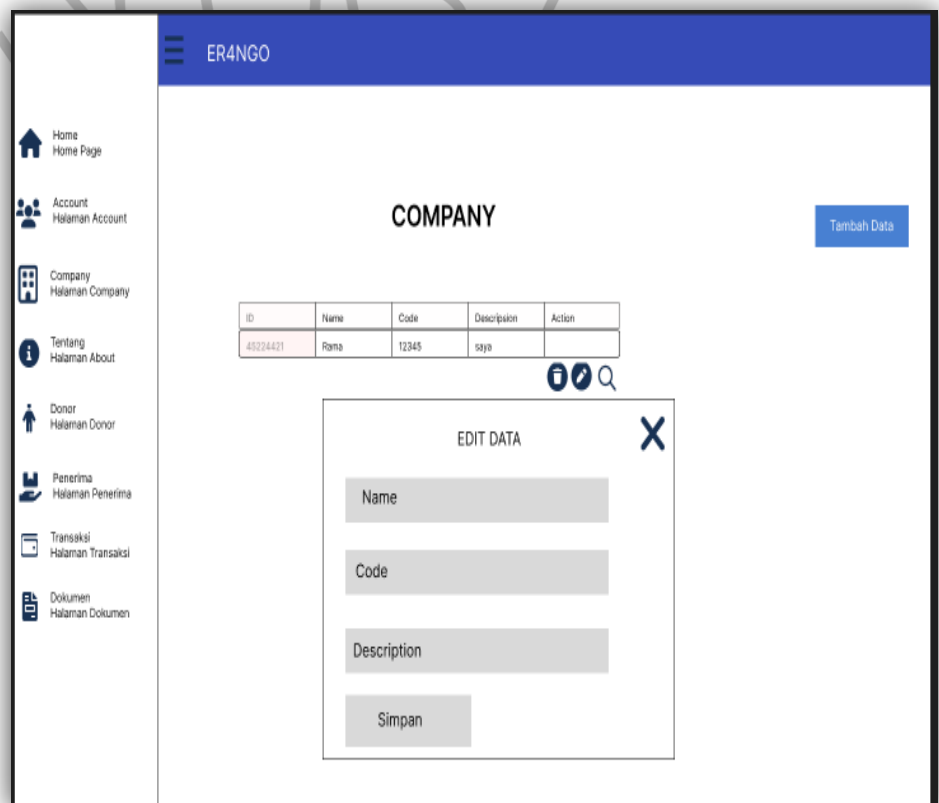 ER4NGO
Home
Home Page
Account
Halaman Account
Company
Halaman Company
Tentang
Halaman About
Donor
Halaman Donor
Penerima
Halaman Penerima
Transaksi
Halaman Transaksi
Dokumen
Halaman Dokumen
COMPANY
Tambah Data
ID Name Code Descripsion Action
45224421 Rama 12345 saya
EDIT DATA X
Name
Code
Description
Simpan